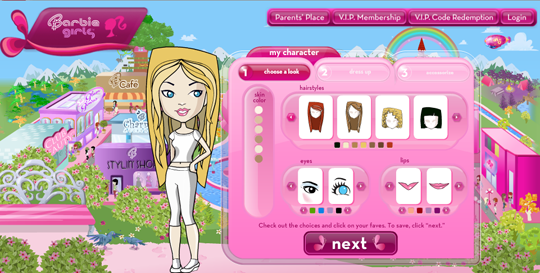 Barbie
girls
Parents' Place
V.I.P. Membership
V.I.P. Code Redemption
Login
my character
1 choose a look
2 dress up
3 accessorize
hairstyles
skin
color
Café
STYLIN' SHO
eyes
lips
Check out the choices and click on your faves. To save, click "next."
next